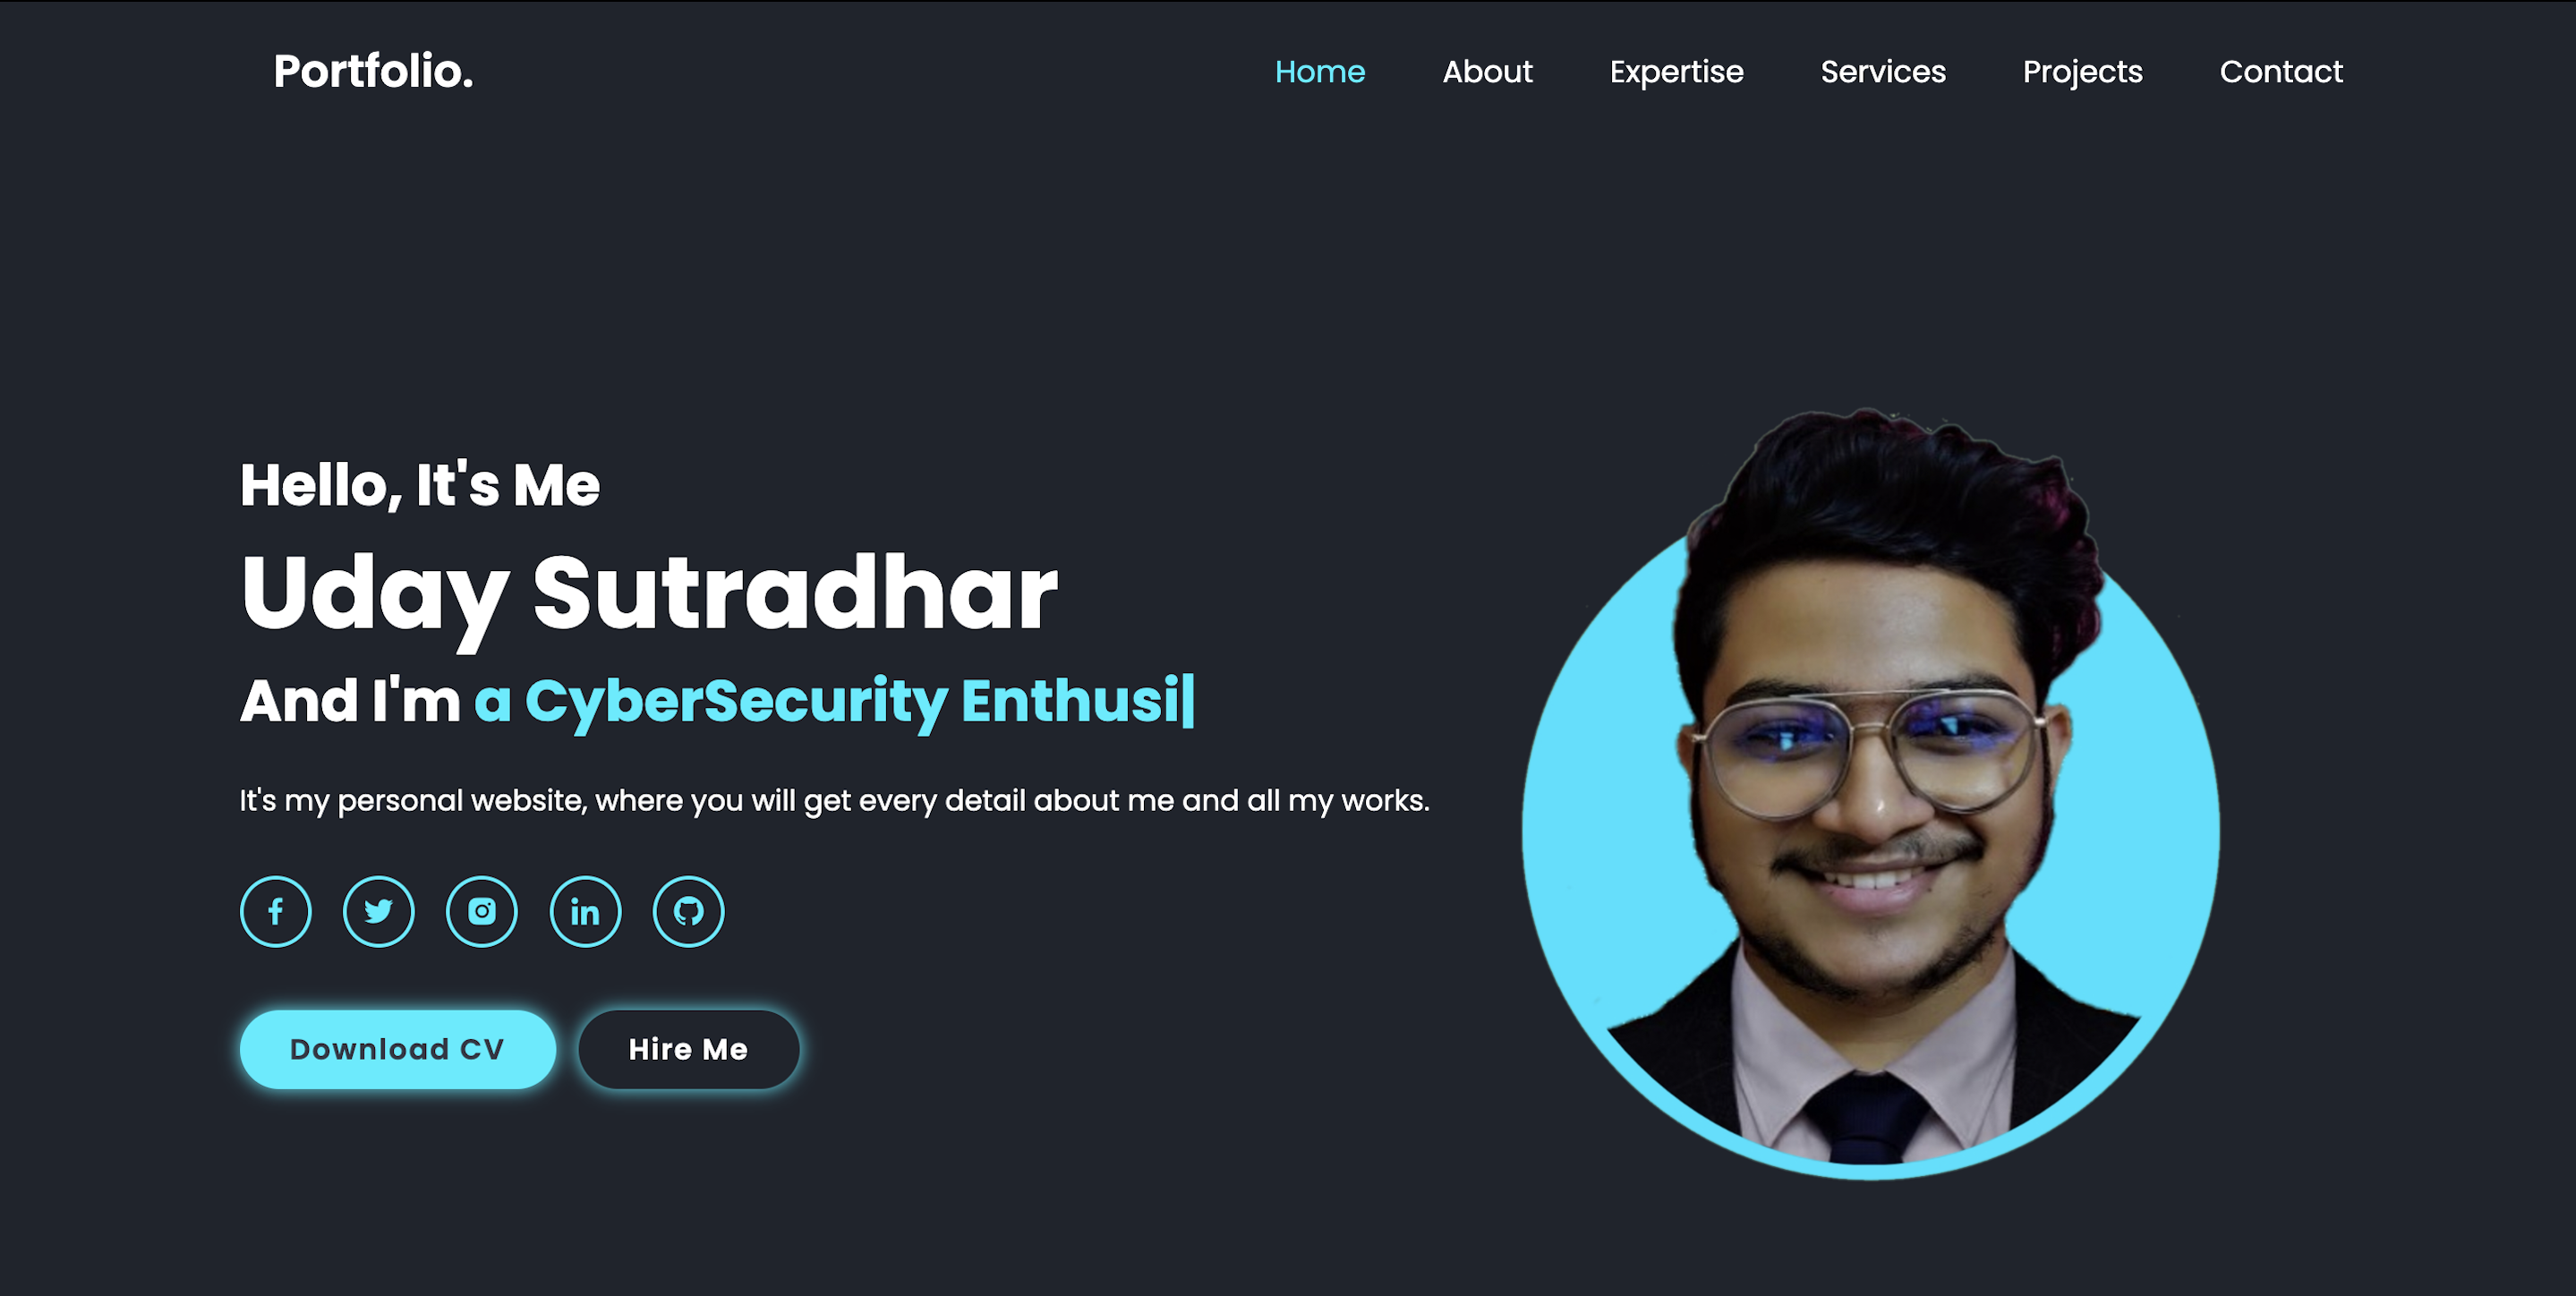 Portfolio.
Home About Expertise Services Projects Contact
Hello, It's Me
Uday Sutradhar
And I'm a CyberSecurity Enthusi
It's my personal website, where you will get every detail about me and all my works.
Download CV Hire Me